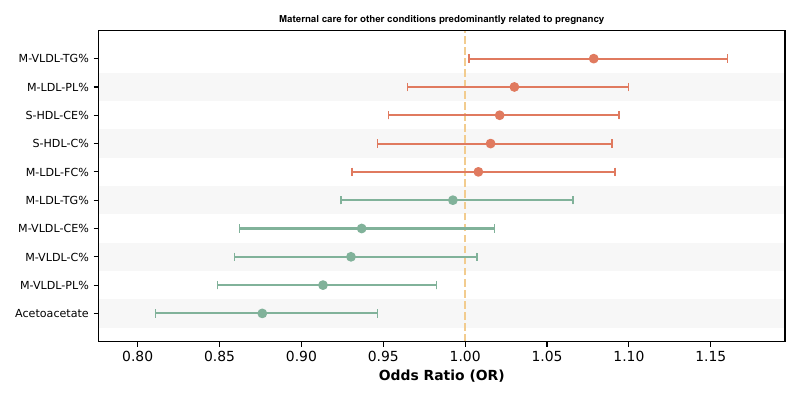 Maternal care for other conditions predominantly related to pregnancy
M-VLDL-TG%
M-LDL-PL%
S-HDL-CE%
S-HDL-C%
M-LDL-FC%
M-LDL-TG%
M-VLDL-CE%
M-VLDL-C%
M-VLDL-PL%
Acetoacetate
0.80 0.85 0.90 0.95 1.00 1.05 1.10 1.15
Odds Ratio (OR)